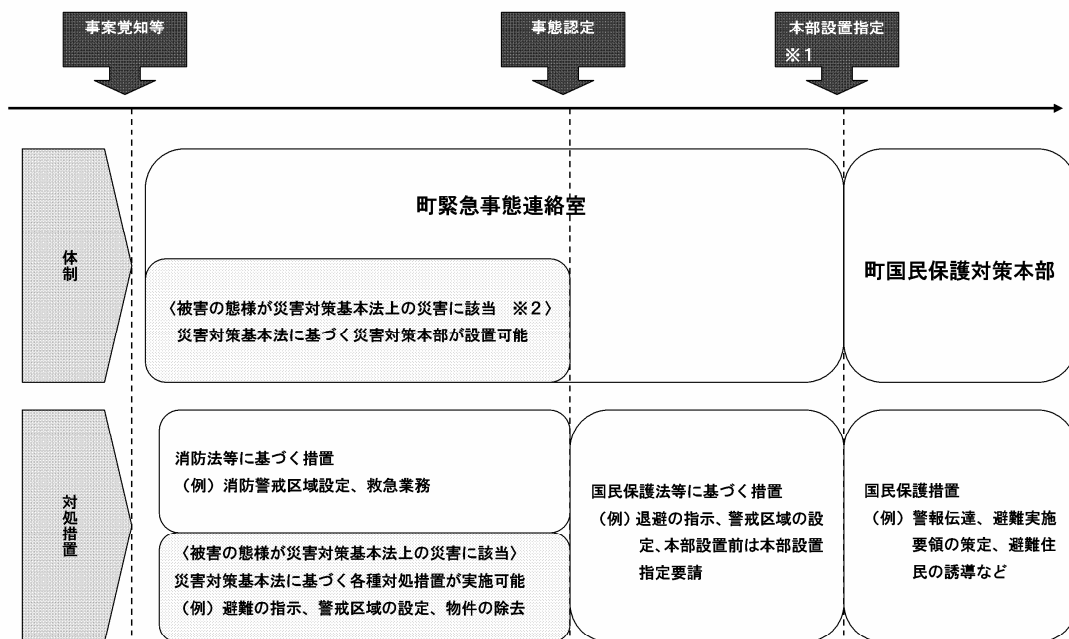 事案覚知等
事態認定
本部設置指定
※1
体制
町緊急事態連絡室
〈被害の態様が災害対策基本法上の災害に該当　※2〉
災害対策基本法に基づく災害対策本部が設置可能
町国民保護対策本部
対処措置
消防法等に基づく措置
（例）消防警戒区域設定、救急業務
〈被害の態様が災害対策基本法上の災害に該当〉
災害対策基本法に基づく各種対処措置が実施可能
（例）避難の指示、警戒区域の設定、物件の除去
国民保護法等に基づく措置
（例）退避の指示、警戒区域の設
定、本部設置前は本部設置
指定要請
国民保護措置
（例）警報伝達、避難実施
要領の策定、避難住
民の誘導など